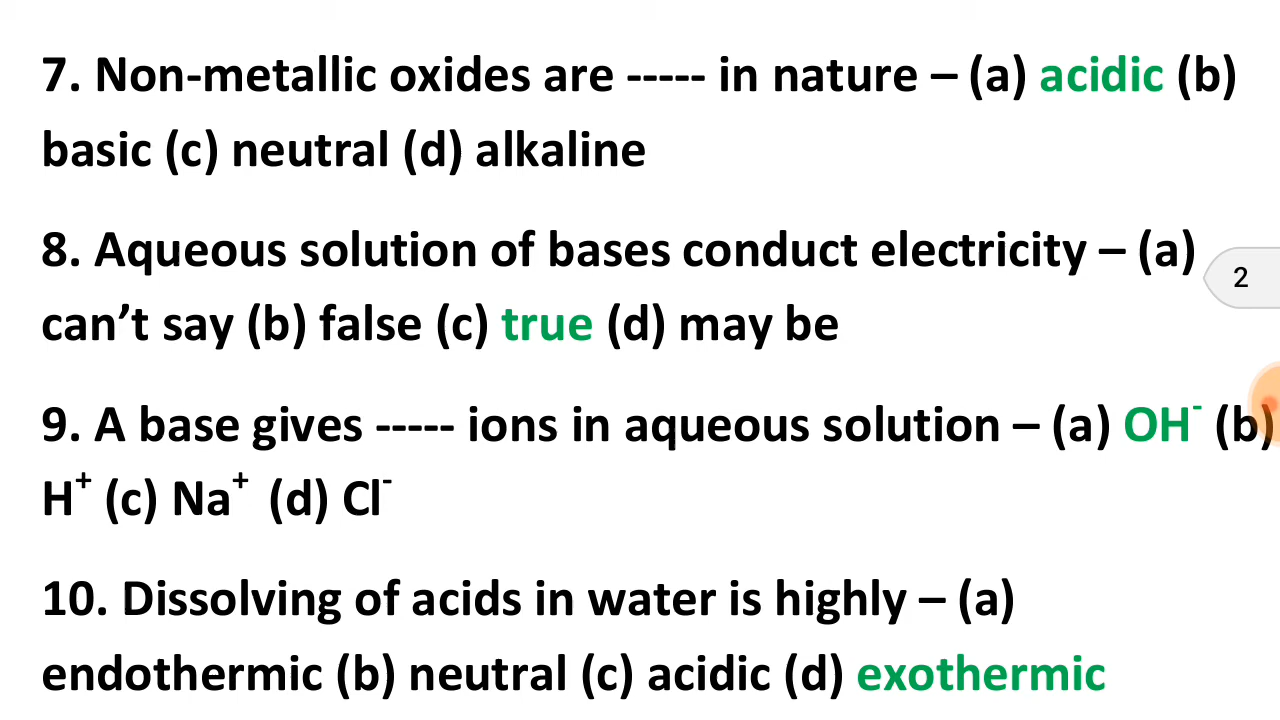 7. Non-metallic oxides are ----- in nature – (a) acidic (b)
basic (c) neutral (d) alkaline
8. Aqueous solution of bases conduct electricity – (a)
can’t say (b) false (c) true (d) may be
2
9. A base gives ----- ions in aqueous solution – (a) OH⁻ (b)
H⁺ (c) Na⁺ (d) Cl⁻
10. Dissolving of acids in water is highly – (a)
endothermic (b) neutral (c) acidic (d) exothermic